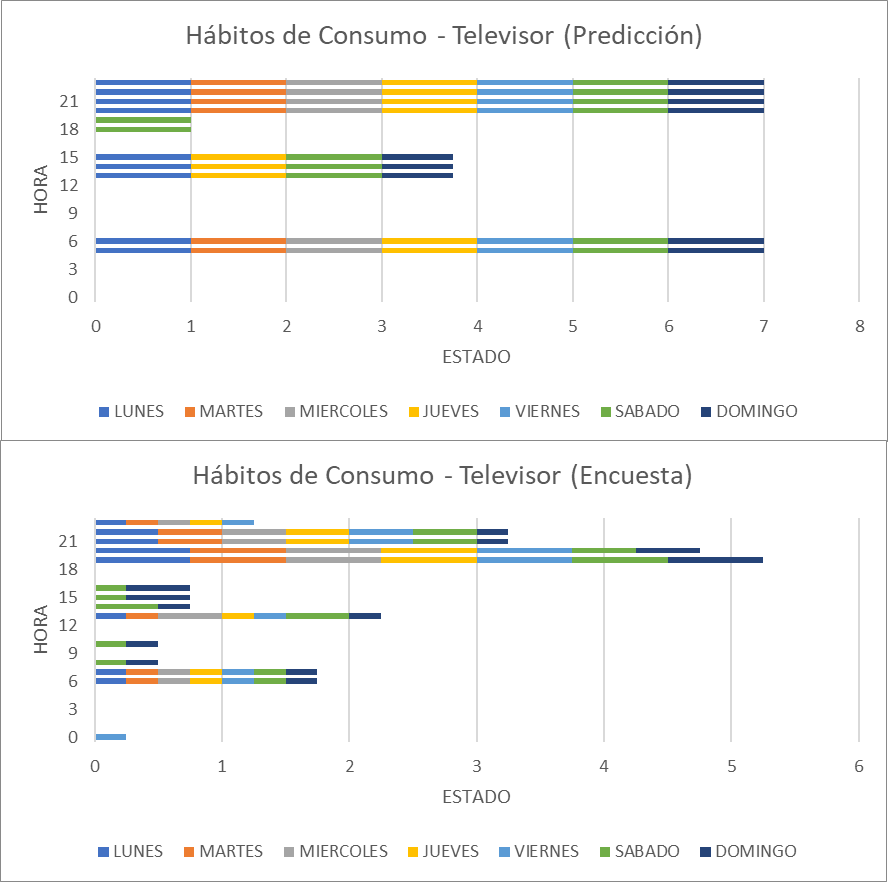 Hábitos de Consumo - Televisor (Predicción)
21
18
15
12
9
6
3
0
HORA
0 1 2 3 4 5 6 7 8
ESTADO
LUNES MARTES MIERCOLES JUEVES VIERNES SABADO DOMINGO
Hábitos de Consumo - Televisor (Encuesta)
21
18
15
12
9
6
3
0
HORA
0 1 2 3 4 5 6
ESTADO
LUNES MARTES MIERCOLES JUEVES VIERNES SABADO DOMINGO